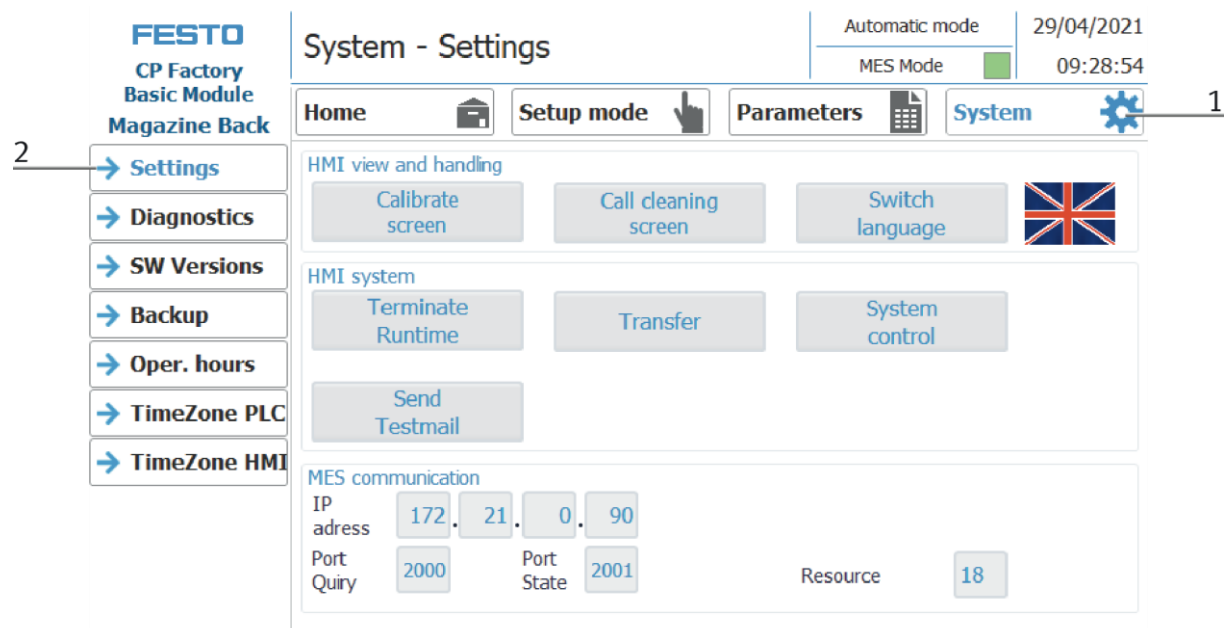 FESTO
CP Factory
Basic Module
Magazine Back
System - Settings
Automatic mode
MES Mode
29/04/2021
09:28:54
Home
Setup mode
Parameters
System
1
2
Settings
Diagnostics
SW Versions
Backup
Oper. hours
TimeZone PLC
TimeZone HMI
HMI view and handling
Calibrate
screen
Call cleaning
screen
Switch
language
HMI system
Terminate
Runtime
Transfer
System
control
Send
Testmail
MES communication
IP
adress
172 . 21 . 0 . 90
Port
Quiry
2000
Port
State
2001
Resource
18